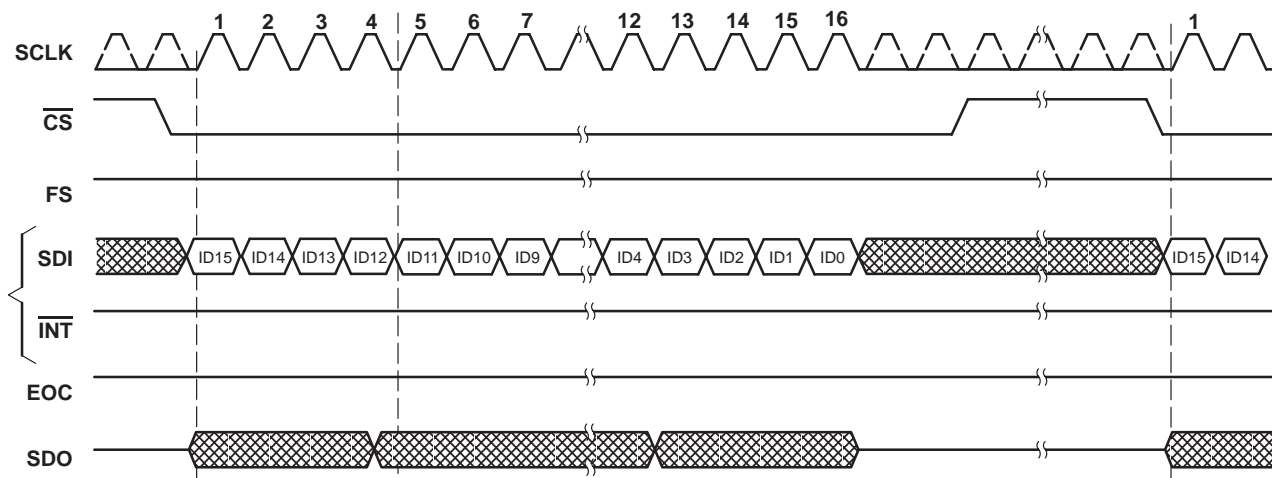 1 2 3 4 5 6 7 12 13 14 15 16 1
SCLK
CS
FS
SDI ID15 ID14 ID13 ID12 ID11 ID10 ID9 ID4 ID3 ID2 ID1 ID0 ID15 ID14
INT
EOC
SDO